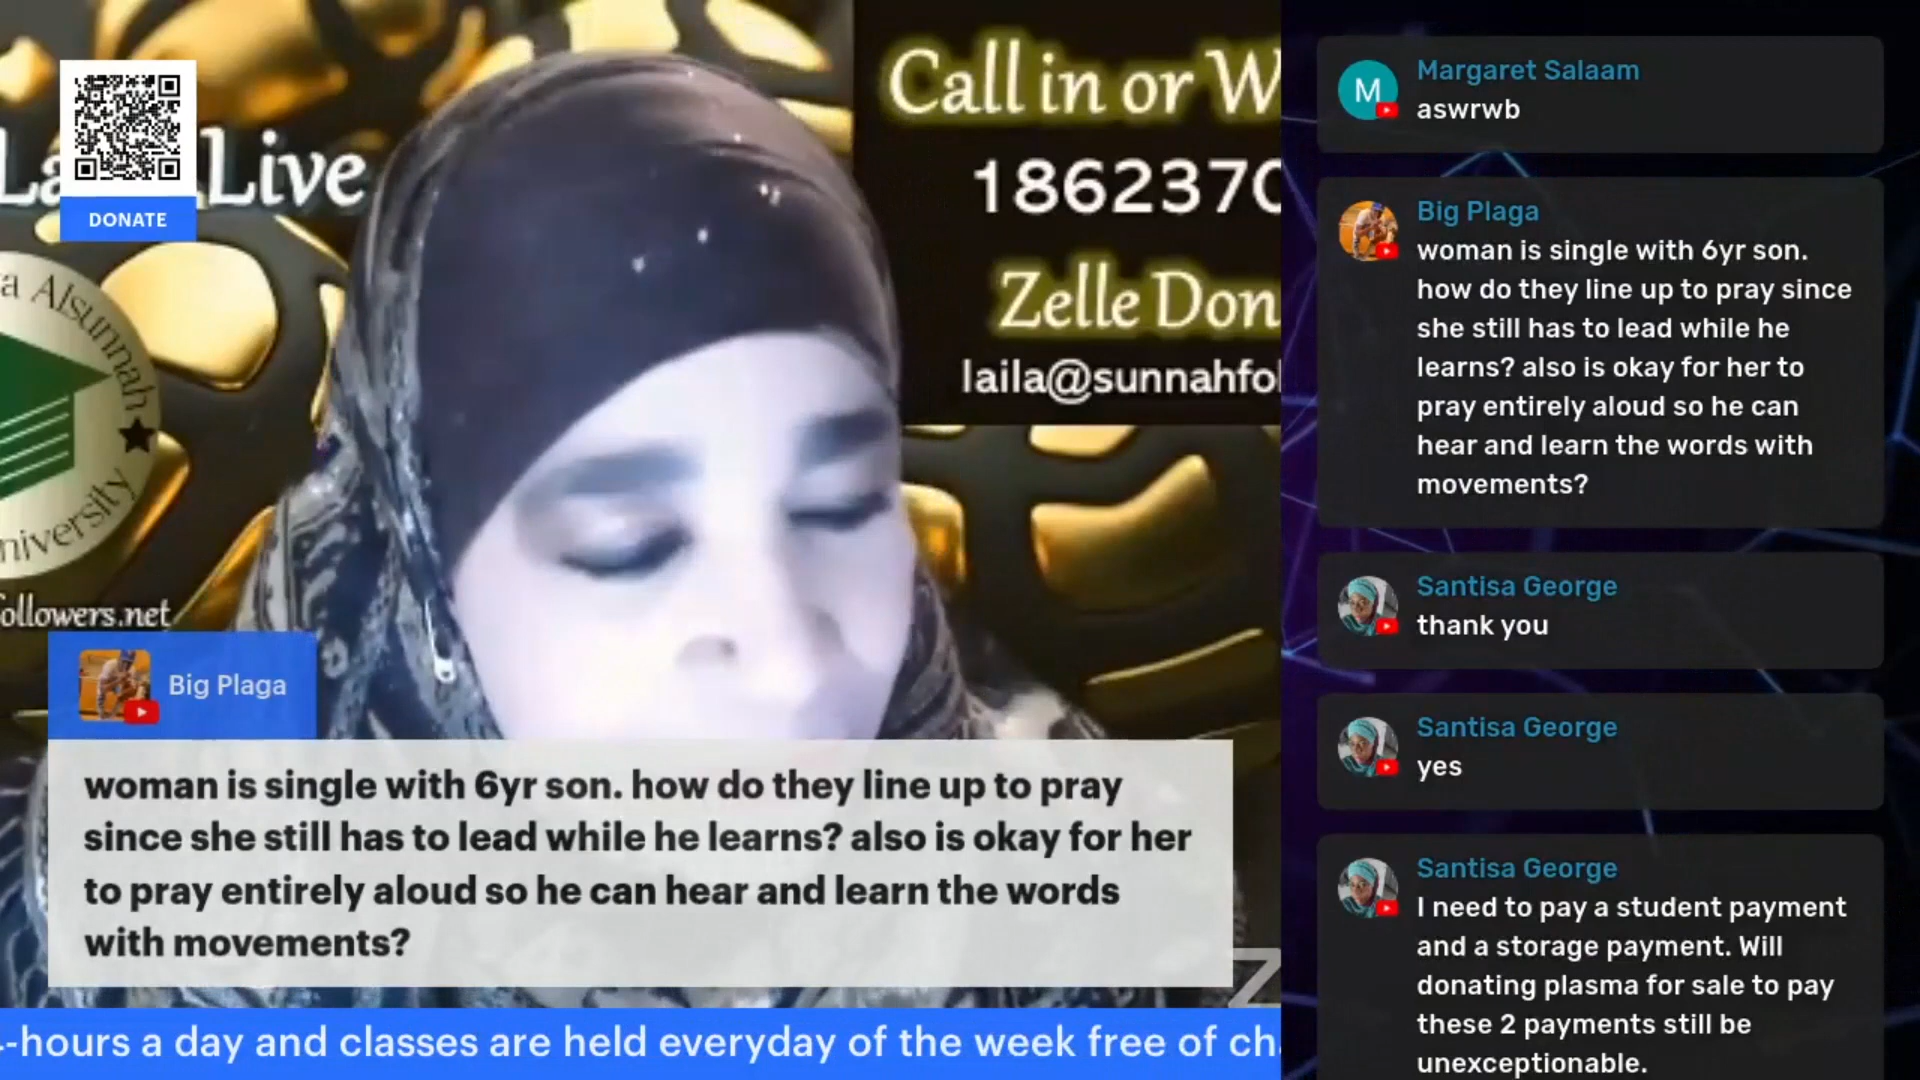 La Live
DONATE
a Alsunnah
niversity
ollowers.net
Call in or W
1862370
Zelle Don
laila@sunnahfol
Big Plaga
woman is single with 6yr son. how do they line up to pray
since she still has to lead while he learns? also is okay for her
to pray entirely aloud so he can hear and learn the words
with movements?
-hours a day and classes are held everyday of the week free of ch
Margaret Salaam
M
aswrwb
Big Plaga
woman is single with 6yr son.
how do they line up to pray since
she still has to lead while he
learns? also is okay for her to
pray entirely aloud so he can
hear and learn the words with
movements?
Santisa George
thank you
Santisa George
yes
Santisa George
I need to pay a student payment
and a storage payment. Will
donating plasma for sale to pay
these 2 payments still be
unexceptionable.